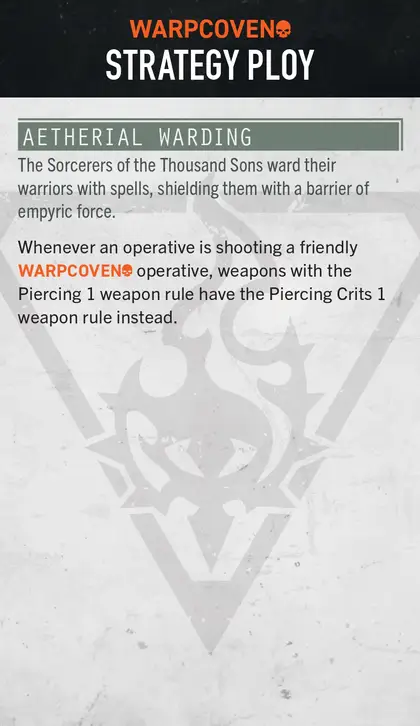 WARPCOVEN
STRATEGY PLOY
AETHERIAL WARDING
The Sorcerers of the Thousand Sons ward their
warriors with spells, shielding them with a barrier of
empyric force.
Whenever an operative is shooting a friendly
WARPCOVEN operative, weapons with the
Piercing 1 weapon rule have the Piercing Crits 1
weapon rule instead.